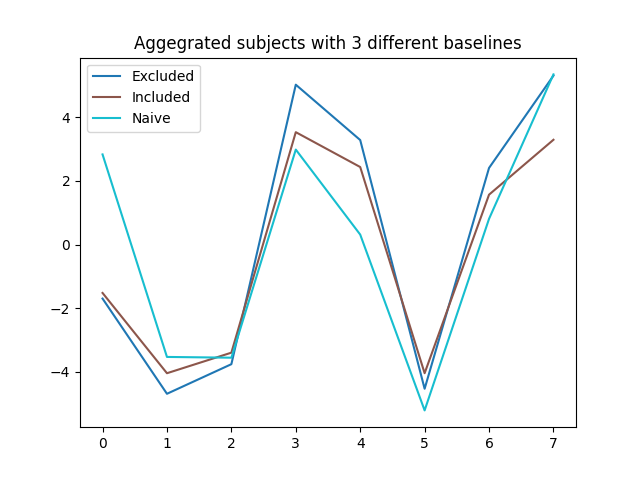 Aggegrated subjects with 3 different baselines
Excluded
Included
Naive
4
2
0
−2
−4
0 1 2 3 4 5 6 7